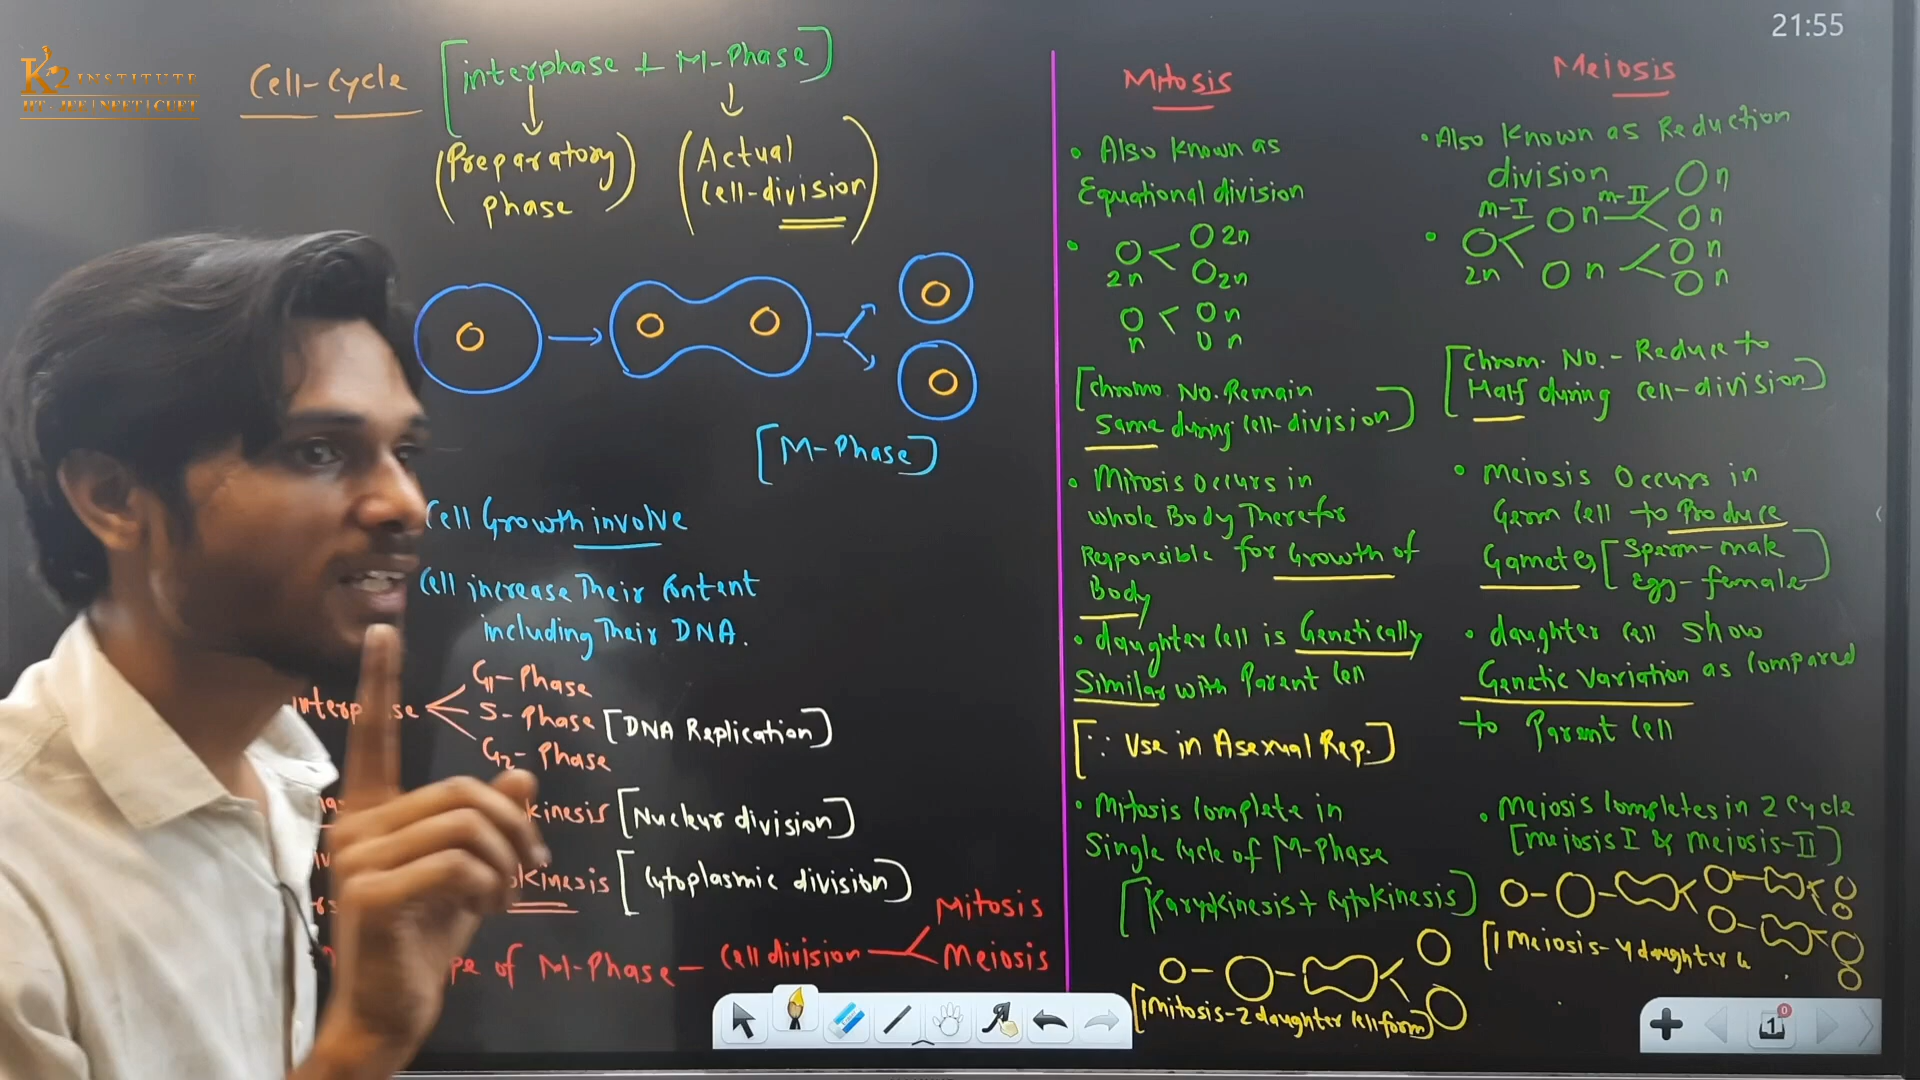 K2 INSTITUTE
IIT - JEE | NEET | CUET
21:55
Cell-Cycle [interphase + M-Phase]
(Preparatory phase)
(Actual cell-division)
[M-Phase]
Cell Growth involve
Cell increase Their Content
including Their DNA.
G1-Phase
S-Phase [DNA Replication]
G2-Phase
kinesis [Nuclear division]
kinesis [Cytoplasmic division]
of M-Phase - Cell division
Mitosis
Meiosis
Mitosis
• Also Known as
Equational division
• 2n
2n
2n
n
n
n
[Chromo. No. Remain
Same during Cell-division]
• Mitosis Occurs in
whole Body Therefor
Responsible for Growth of
Body
• daughter Cell is Genetically
Similar with Parent Cell
[∵ Use in Asexual Rep.]
• Mitosis Complete in
Single Cycle of M-Phase
[Karyokinesis + Cytokinesis]
[1 Mitosis - 2 daughter Cell form]
Meiosis
• Also Known as Reduction
division
m-I
m-II
• 2n
n
n
n
n
n
n
[Chrom. No. - Reduce to
Half during Cell-division]
• Meiosis Occurs in
Germ Cell to Produce
Gametes [Sperm - male
Egg - female]
• daughter Cell Show
Genetic Variation as Compared
to Parent Cell
• Meiosis Completes in 2 Cycle
[Meiosis I & Meiosis-II]
[1 Meiosis - 4 daughter
1
0